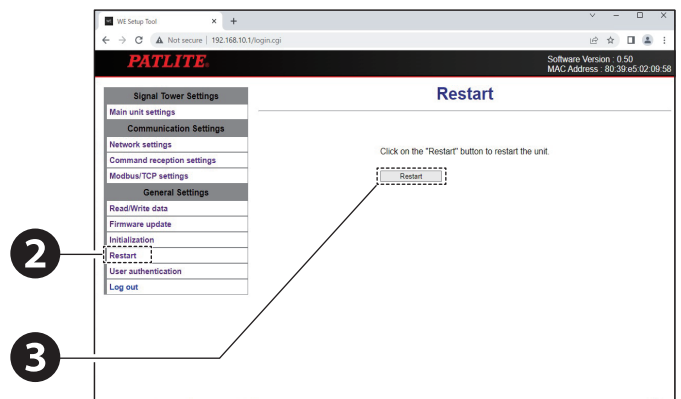 WE Setup Tool
Not secure | 192.168.10.1/login.cgi
PATLITE®
Software Version : 0.50
MAC Address : 80:39:e5:02:09:58
Signal Tower Settings
Main unit settings
Communication Settings
Network settings
Command reception settings
Modbus/TCP settings
General Settings
Read/Write data
Firmware update
Initialization
Restart
User authentication
Log out
Restart
Click on the "Restart" button to restart the unit.
Restart
2
3